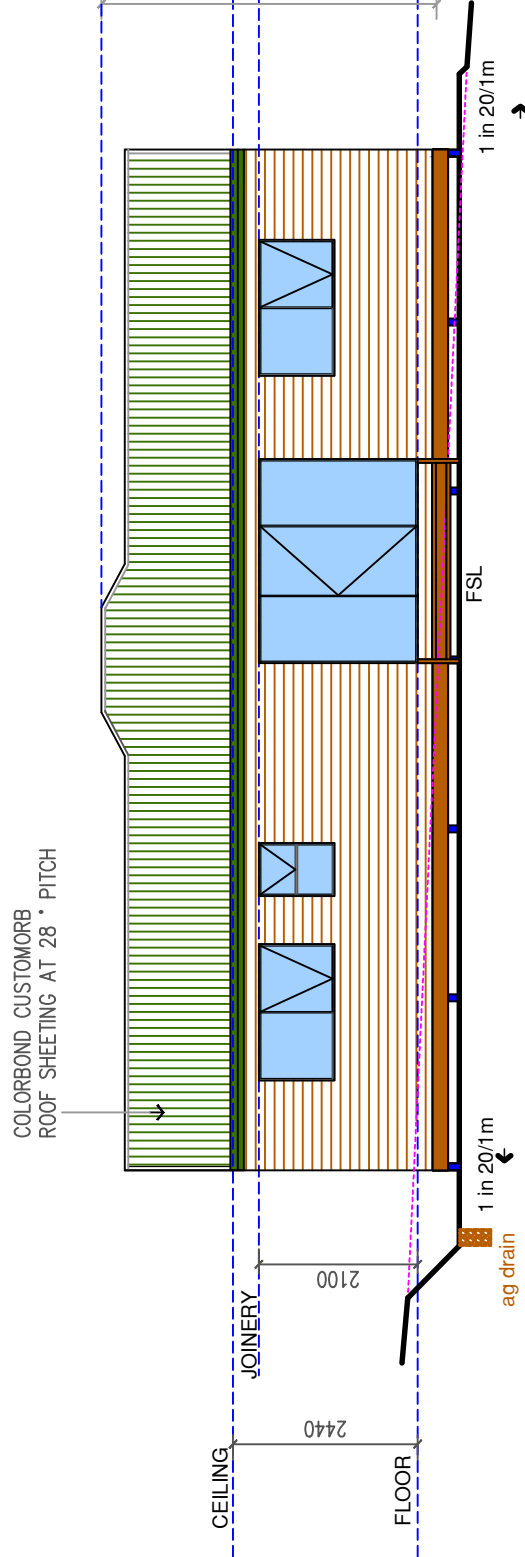 COLORBOND CUSTOMORB
ROOF SHEETING AT 28° PITCH
CEILING
JOINERY
2440
2100
FLOOR
1 in 20/1m
FSL
1 in 20/1m
ag drain